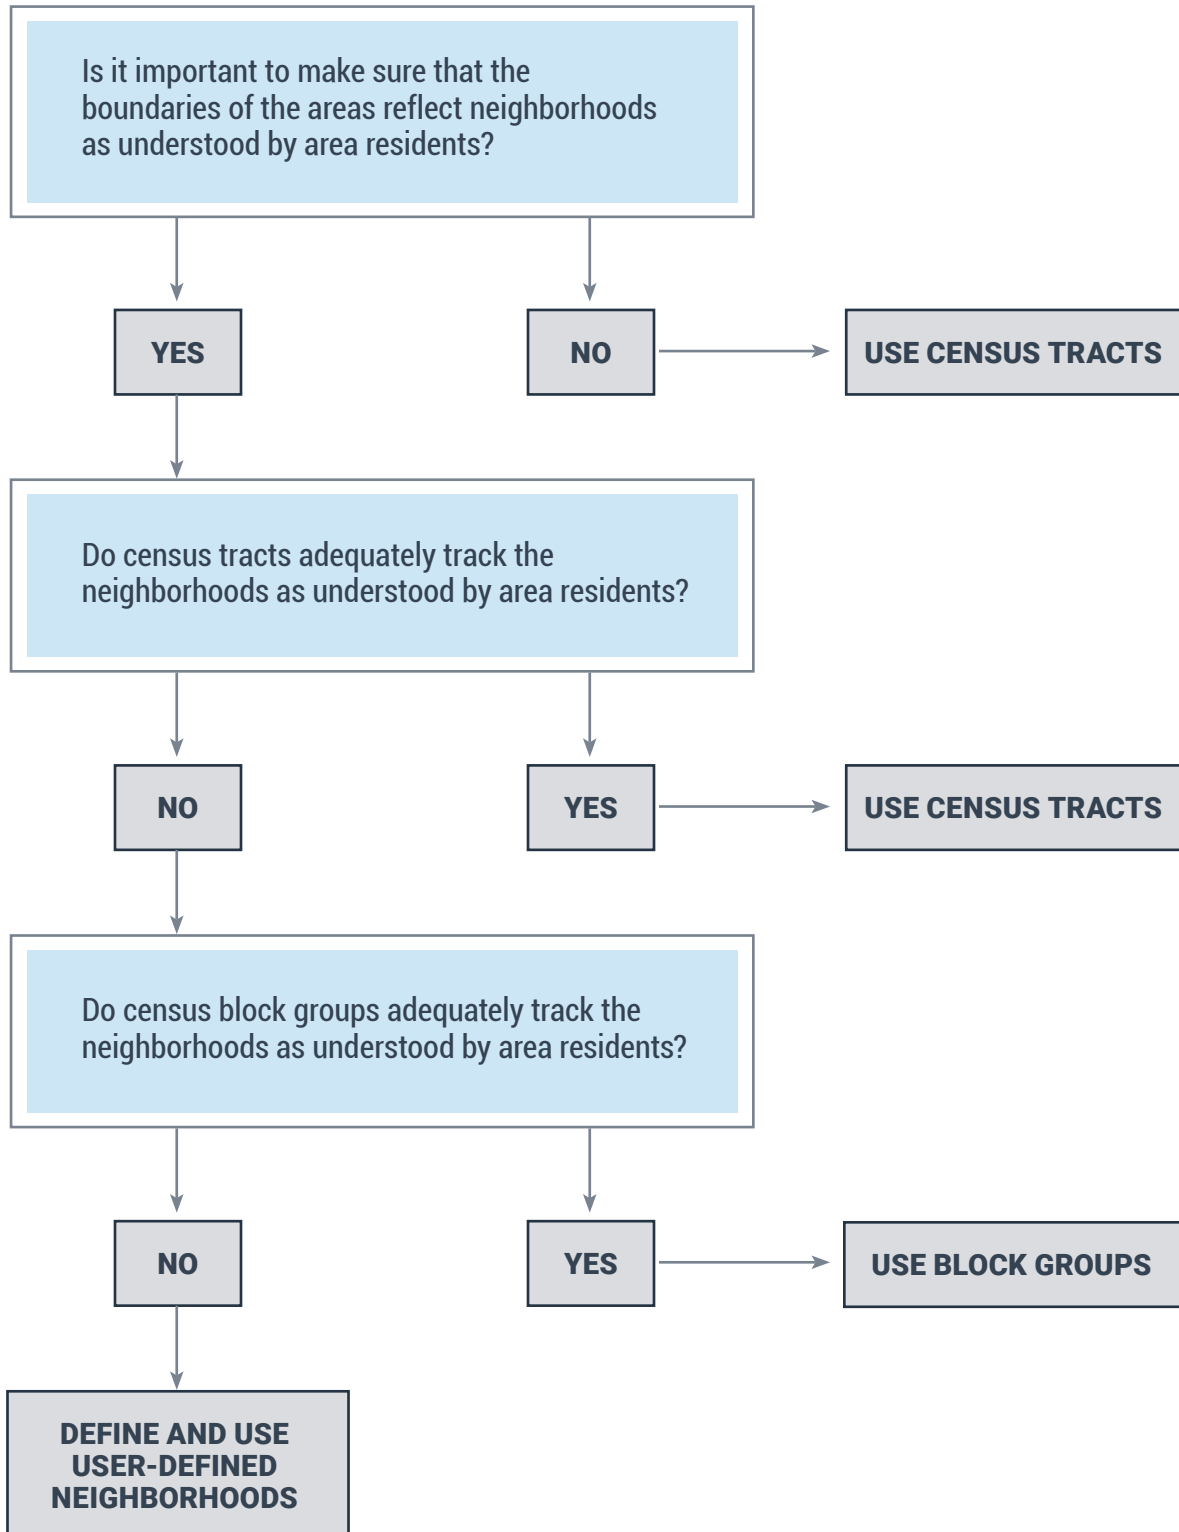 Is it important to make sure that the
boundaries of the areas reflect neighborhoods
as understood by area residents?
YES
NO
USE CENSUS TRACTS
Do census tracts adequately track the
neighborhoods as understood by area residents?
NO
YES
USE CENSUS TRACTS
Do census block groups adequately track the
neighborhoods as understood by area residents?
NO
YES
USE BLOCK GROUPS
DEFINE AND USE
USER-DEFINED
NEIGHBORHOODS